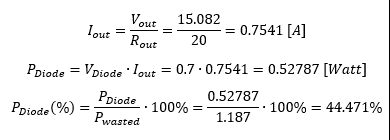 I_out = V_out / R_out = 15.082 / 20 = 0.7541 [A]
P_Diode = V_Diode · I_out = 0.7 · 0.7541 = 0.52787 [Watt]
P_Diode(%) = P_Diode / P_wasted · 100% = 0.52787 / 1.187 · 100% = 44.471%